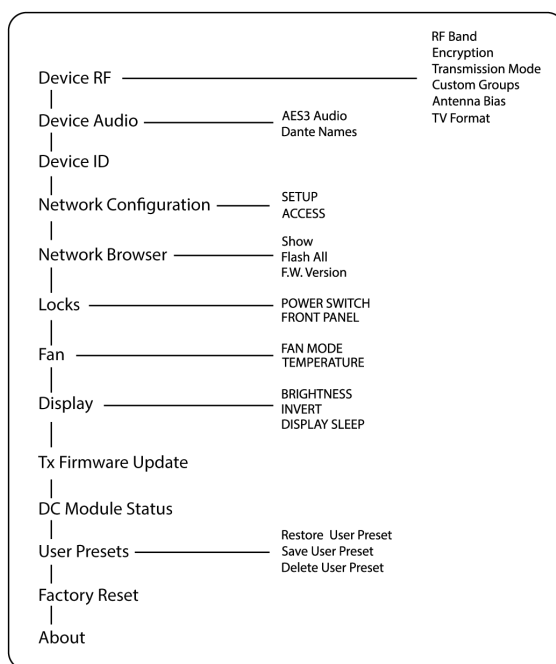 Device RF
RF Band
Encryption
Transmission Mode
Custom Groups
Antenna Bias
TV Format
Device Audio
AES3 Audio
Dante Names
Device ID
Network Configuration
SETUP
ACCESS
Network Browser
Show
Flash All
F.W. Version
Locks
POWER SWITCH
FRONT PANEL
Fan
FAN MODE
TEMPERATURE
Display
BRIGHTNESS
INVERT
DISPLAY SLEEP
Tx Firmware Update
DC Module Status
User Presets
Restore User Preset
Save User Preset
Delete User Preset
Factory Reset
About